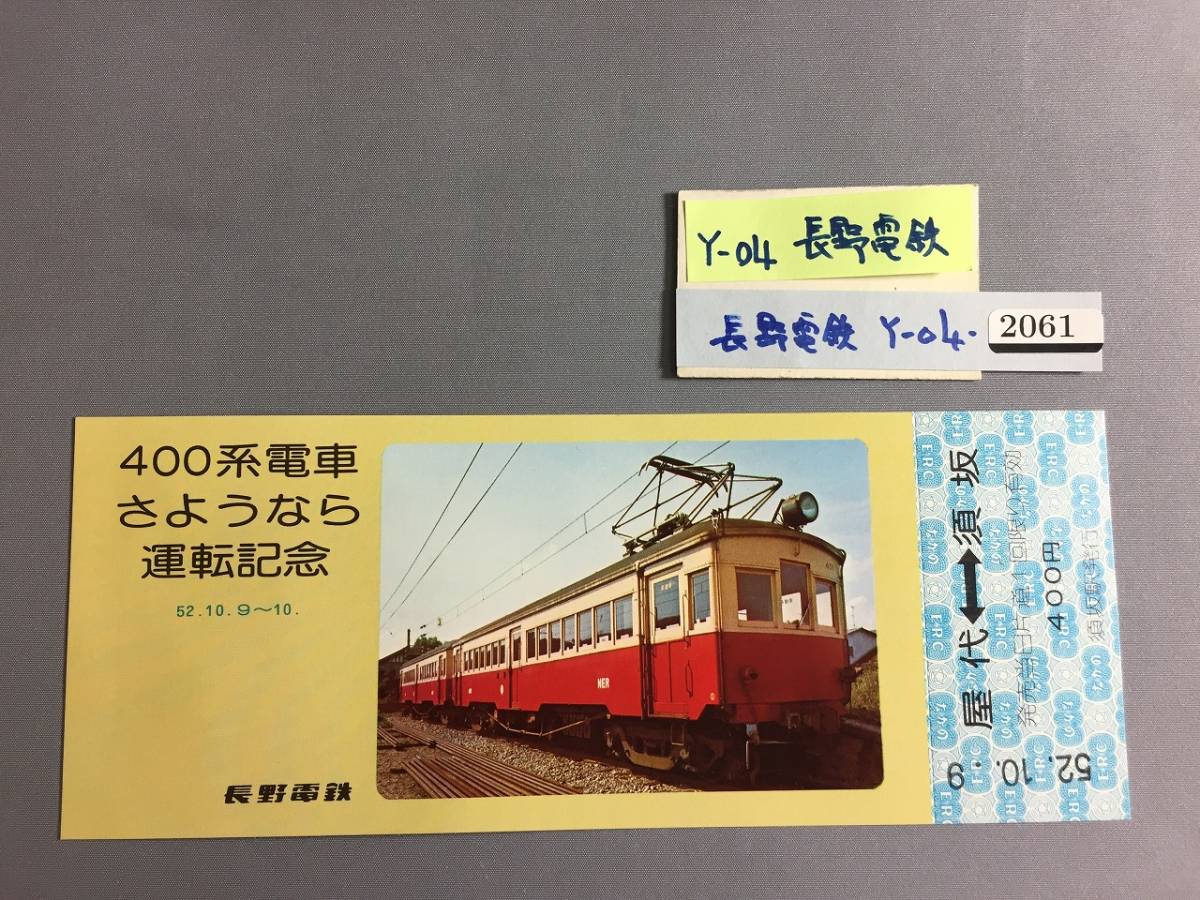 Y-04 長野電鉄
長野電鉄 Y-04-
2061
400系電車
さようなら
運転記念
52.10.9~10.
長野電鉄
NER
屋代⟷須坂
発売当日片道1回限り有効
400円
須坂駅発行
52.10.-9